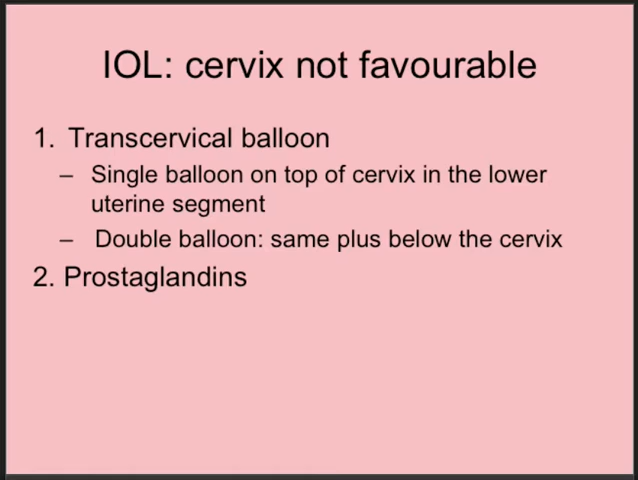 IOL: cervix not favourable
1. Transcervical balloon
– Single balloon on top of cervix in the lower
uterine segment
– Double balloon: same plus below the cervix
2. Prostaglandins